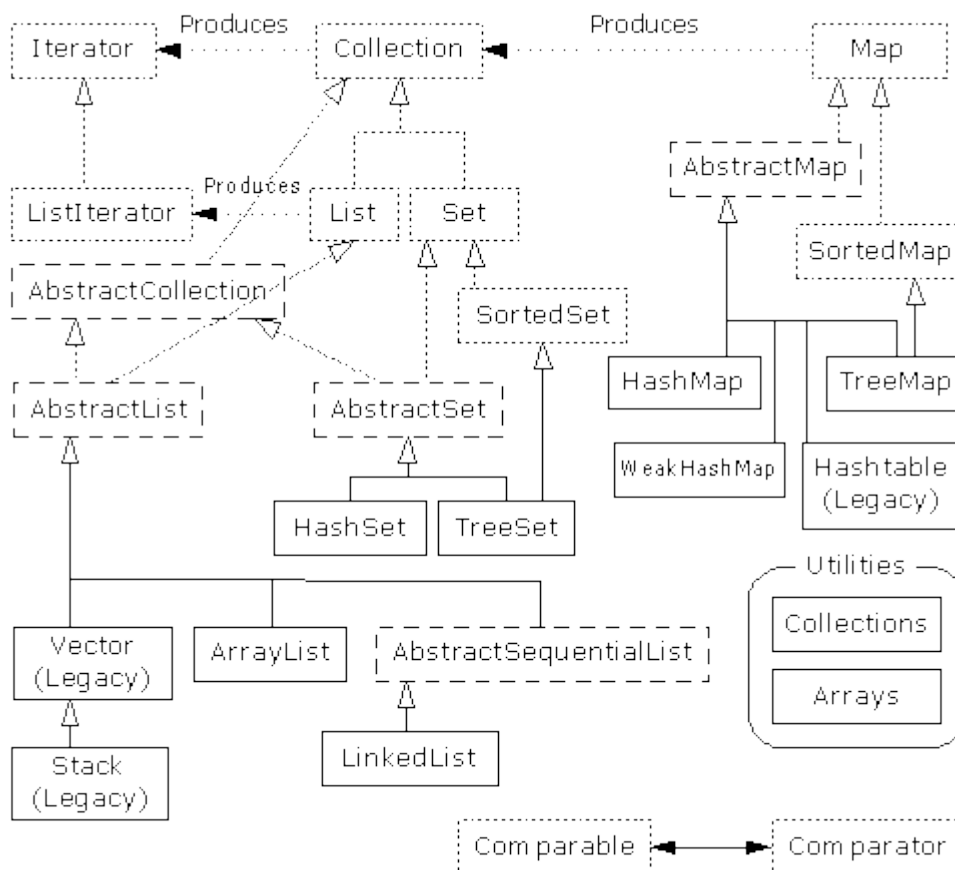 Produces
Produces
Iterator
Collection
Map
AbstractMap
Produces
ListIterator
List
Set
SortedMap
AbstractCollection
SortedSet
HashMap
TreeMap
AbstractList
AbstractSet
WeakHashMap
Hashtable
(Legacy)
HashSet
TreeSet
Utilities
Collections
Vector
(Legacy)
ArrayList
AbstractSequentialList
Arrays
Stack
(Legacy)
LinkedList
Comparable
Comparator